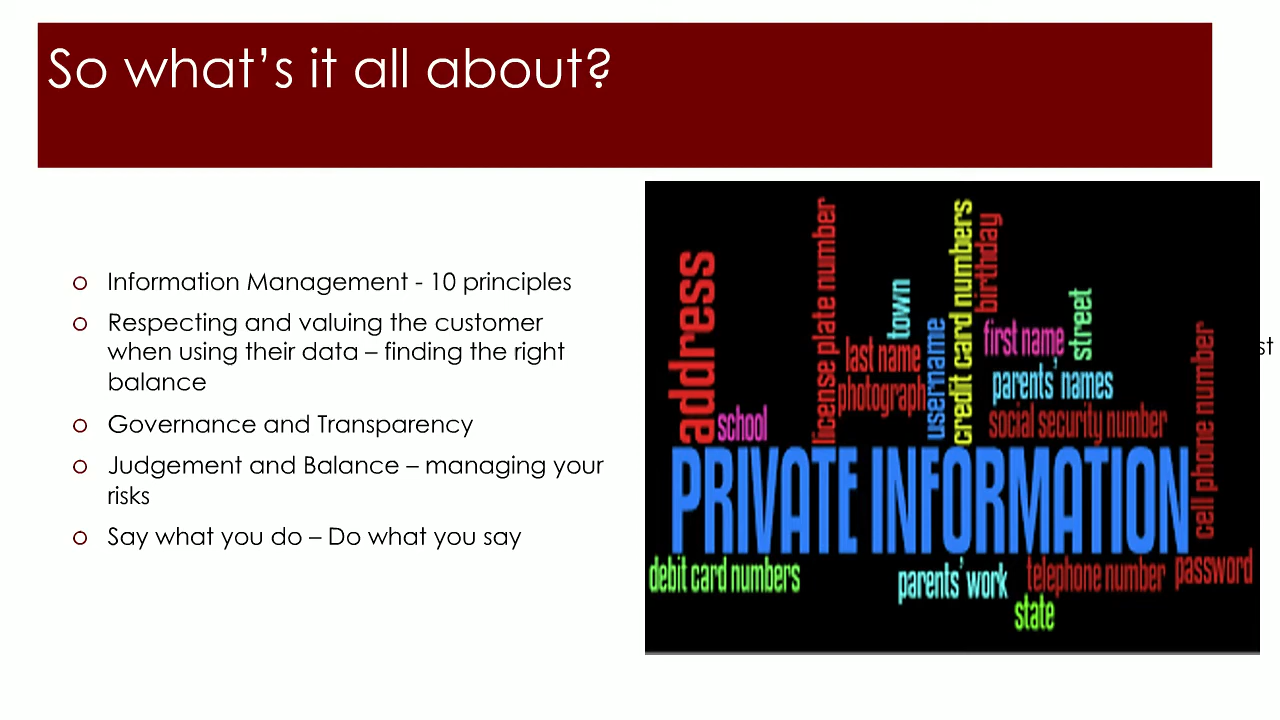 So what's it all about?
o Information Management - 10 principles
o Respecting and valuing the customer
when using their data – finding the right
balance
o Governance and Transparency
o Judgement and Balance – managing your
risks
o Say what you do – Do what you say
address
school
license plate number
last name
photograph
town
username
credit card numbers
birthday
first name
street
parents' names
social security number
cell phone number
PRIVATE INFORMATION
debit card numbers
parents' work
telephone number
password
state
st